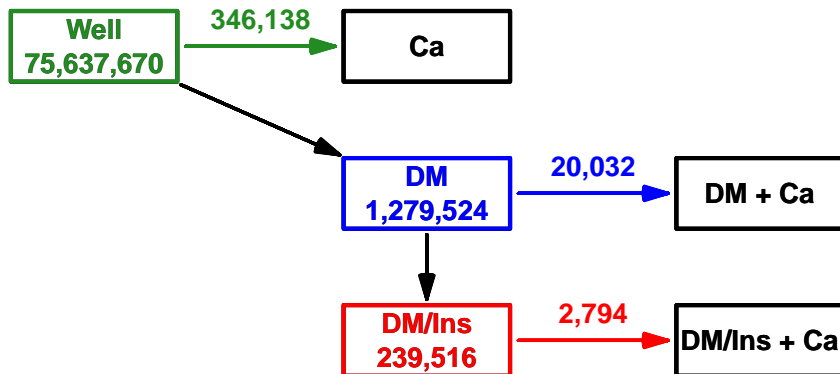 Well
75,637,670
346,138
Ca
DM
1,279,524
20,032
DM + Ca
DM/Ins
239,516
2,794
DM/Ins + Ca